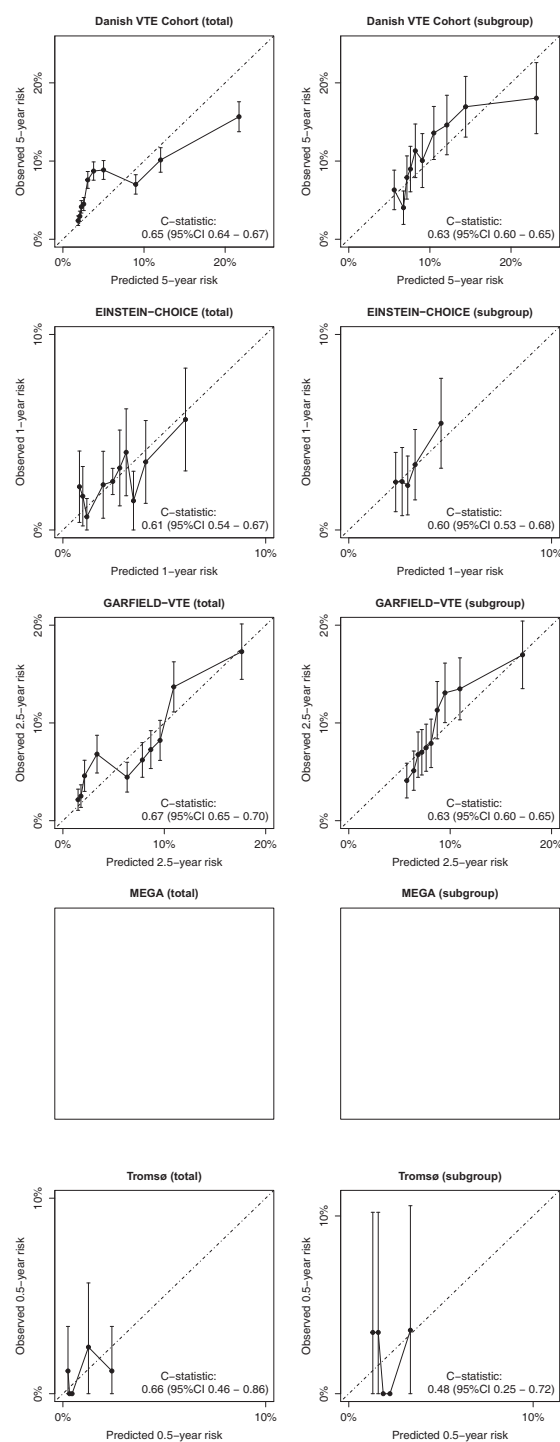 Danish VTE Cohort (total)
Observed 5−year risk
0%
10%
20%
C−statistic:
0.65 (95%CI 0.64 − 0.67)
0%
10%
20%
Predicted 5−year risk
Danish VTE Cohort (subgroup)
Observed 5−year risk
0%
10%
20%
C−statistic:
0.63 (95%CI 0.60 − 0.65)
0%
10%
20%
Predicted 5−year risk
EINSTEIN−CHOICE (total)
Observed 1−year risk
0%
10%
C−statistic:
0.61 (95%CI 0.54 − 0.67)
0%
10%
Predicted 1−year risk
EINSTEIN−CHOICE (subgroup)
Observed 1−year risk
0%
10%
C−statistic:
0.60 (95%CI 0.53 − 0.68)
0%
10%
Predicted 1−year risk
GARFIELD−VTE (total)
Observed 2.5−year risk
0%
10%
20%
C−statistic:
0.67 (95%CI 0.65 − 0.70)
0%
10%
20%
Predicted 2.5−year risk
GARFIELD−VTE (subgroup)
Observed 2.5−year risk
0%
10%
20%
C−statistic:
0.63 (95%CI 0.60 − 0.65)
0%
10%
20%
Predicted 2.5−year risk
MEGA (total)
MEGA (subgroup)
Tromsø (total)
Observed 0.5−year risk
0%
10%
C−statistic:
0.66 (95%CI 0.46 − 0.86)
0%
10%
Predicted 0.5−year risk
Tromsø (subgroup)
Observed 0.5−year risk
0%
10%
C−statistic:
0.48 (95%CI 0.25 − 0.72)
0%
10%
Predicted 0.5−year risk